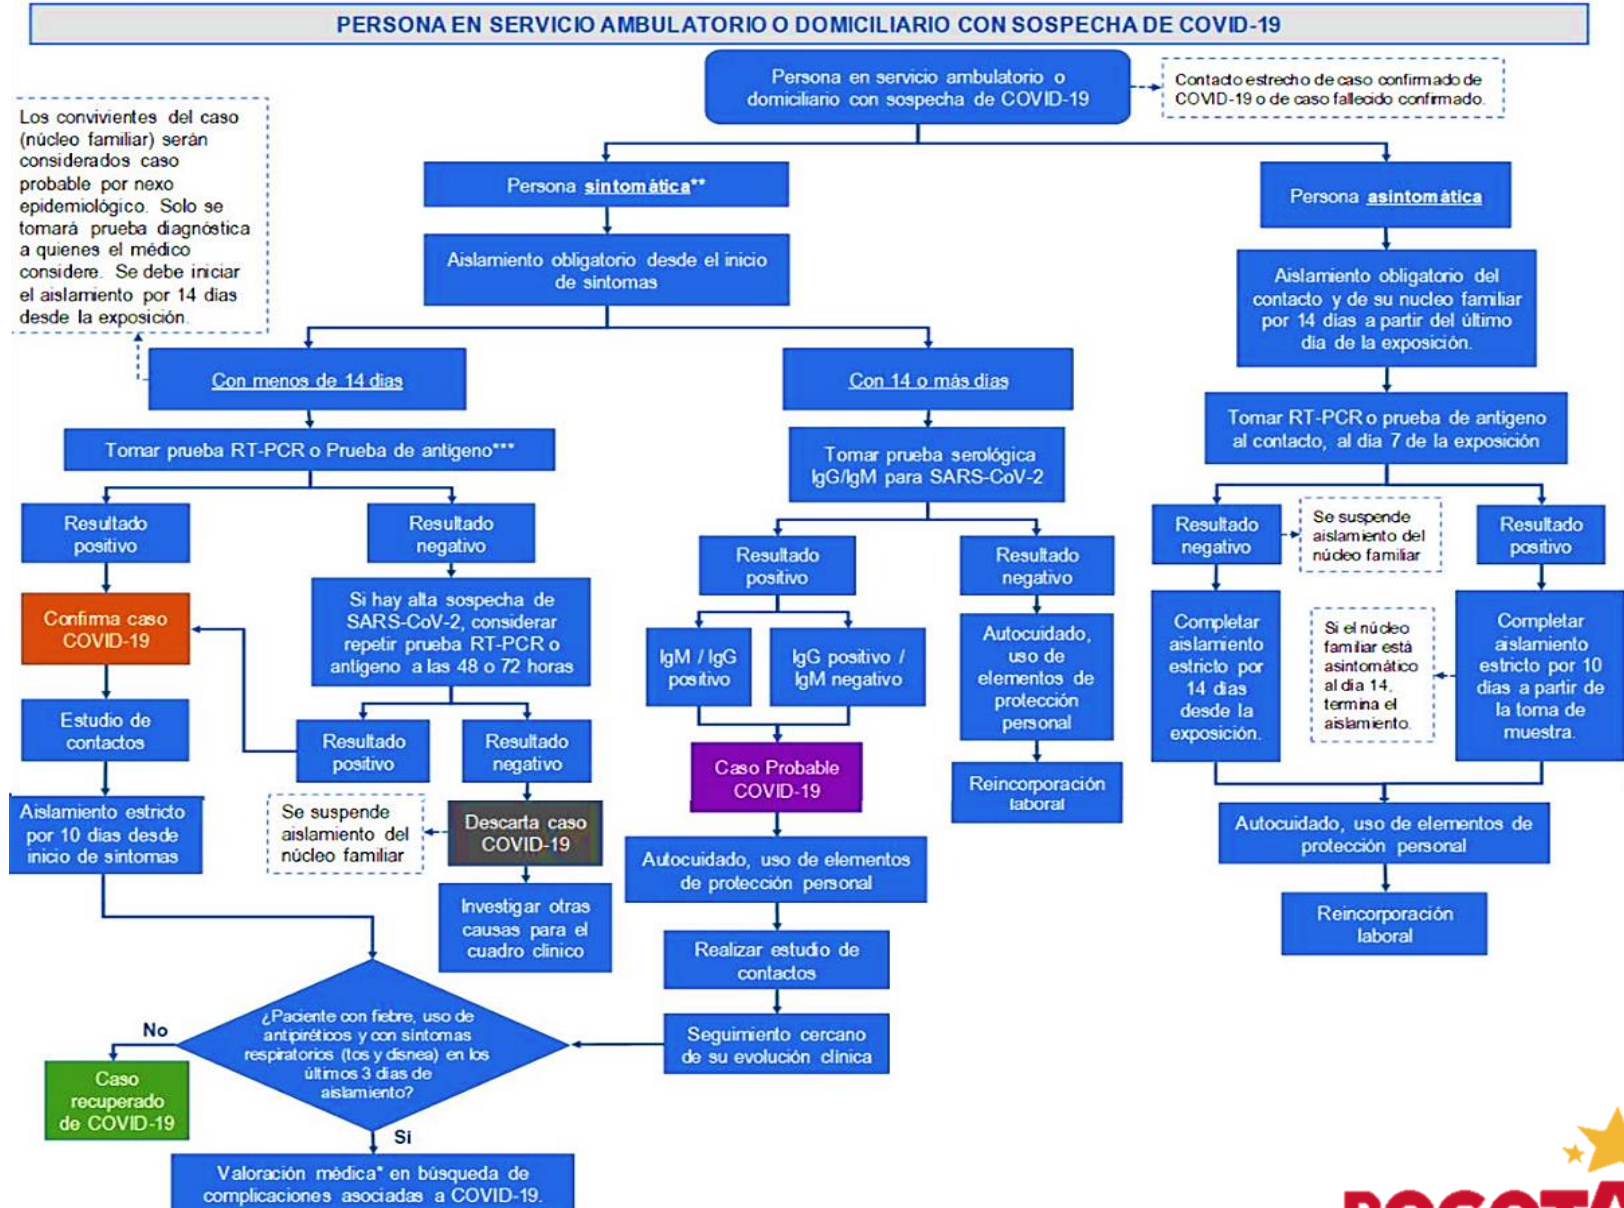 PERSONA EN SERVICIO AMBULATORIO O DOMICILIARIO CON SOSPECHA DE COVID-19
Persona en servicio ambulatorio o
domiciliario con sospecha de COVID-19
Contacto estrecho de caso confirmado de
COVID-19 o de caso fallecido confirmado.
Los convivientes del caso
(núcleo familiar) serán
considerados caso
probable por nexo
epidemiológico. Solo se
tomará prueba diagnóstica
a quienes el médico
considere. Se debe iniciar
el aislamiento por 14 días
desde la exposición.
Persona sintomática**
Aislamiento obligatorio desde el inicio
de síntomas
Con menos de 14 días
Tomar prueba RT-PCR o Prueba de antígeno***
Resultado
positivo
Confirma caso
COVID-19
Estudio de
contactos
Aislamiento estricto
por 10 días desde
inicio de síntomas
Resultado
negativo
Si hay alta sospecha de
SARS-CoV-2, considerar
repetir prueba RT-PCR o
antígeno a las 48 o 72 horas
Resultado
positivo
Resultado
negativo
Se suspende
aislamiento del
núcleo familiar
Descarta caso
COVID-19
Investigar otras
causas para el
cuadro clínico
Con 14 o más días
Tomar prueba serológica
IgG/IgM para SARS-CoV-2
Resultado
positivo
IgM / IgG
positivo
IgG positivo /
IgM negativo
Caso Probable
COVID-19
Autocuidado, uso de elementos
de protección personal
Realizar estudio de
contactos
Seguimiento cercano
de su evolución clínica
Resultado
negativo
Autocuidado,
uso de
elementos de
protección
personal
Reincorporación
laboral
¿Paciente con fiebre, uso de
antipiréticos y con síntomas
respiratorios (tos y disnea) en los
últimos 3 días de
aislamiento?
No
Caso
recuperado
de COVID-19
Si
Valoración médica* en búsqueda de
complicaciones asociadas a COVID-19.
Persona asintomática
Aislamiento obligatorio del
contacto y de su nucleo familiar
por 14 días a partir del último
día de la exposición.
Tomar RT-PCR o prueba de antígeno
al contacto, al día 7 de la exposición
Resultado
negativo
Se suspende
aislamiento del
núcleo familiar
Resultado
positivo
Completar
aislamiento
estricto por
14 días
desde la
exposición.
Si el núcleo
familiar está
asintomático
al día 14,
termina el
aislamiento.
Completar
aislamiento
estricto por 10
días a partir de
la toma de
muestra.
Autocuidado, uso de elementos de
protección personal
Reincorporación
laboral
BOGOTÁ